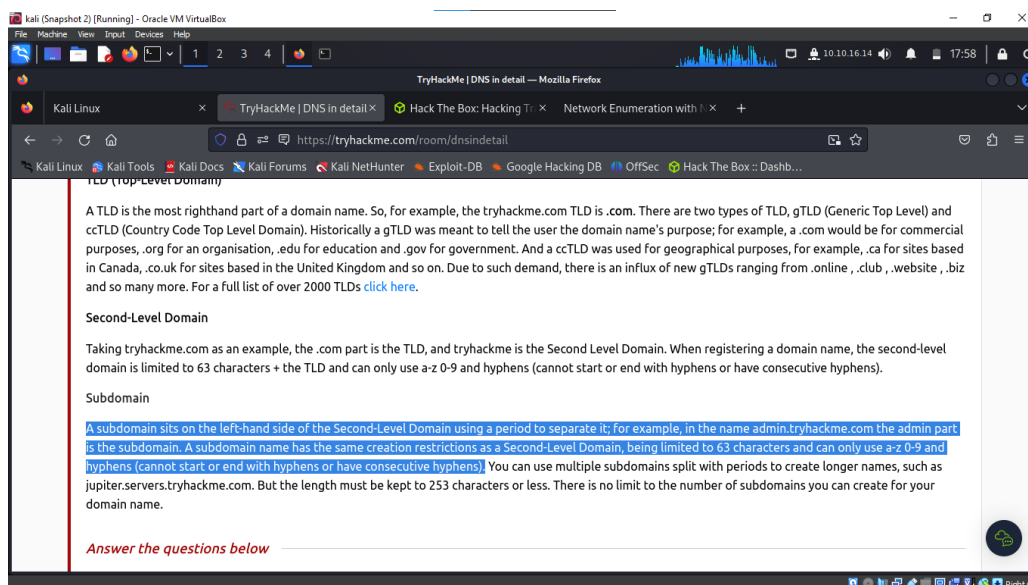 kali (Snapshot 2) [Running] - Oracle VM VirtualBox
File Machine View Input Devices Help
1 2 3 4 10.10.16.14 17:58
TryHackMe | DNS in detail — Mozilla Firefox
Kali Linux TryHackMe | DNS in detail Hack The Box: Hacking Tr Network Enumeration with N
https://tryhackme.com/room/dnsindetail
Kali Linux Kali Tools Kali Docs Kali Forums Kali NetHunter Exploit-DB Google Hacking DB OffSec Hack The Box :: Dashb...
TLD (Top-Level Domain)
A TLD is the most righthand part of a domain name. So, for example, the tryhackme.com TLD is .com. There are two types of TLD, gTLD (Generic Top Level) and
ccTLD (Country Code Top Level Domain). Historically a gTLD was meant to tell the user the domain name's purpose; for example, a .com would be for commercial
purposes, .org for an organisation, .edu for education and .gov for government. And a ccTLD was used for geographical purposes, for example, .ca for sites based
in Canada, .co.uk for sites based in the United Kingdom and so on. Due to such demand, there is an influx of new gTLDs ranging from .online , .club , .website , .biz
and so many more. For a full list of over 2000 TLDs click here.
Second-Level Domain
Taking tryhackme.com as an example, the .com part is the TLD, and tryhackme is the Second Level Domain. When registering a domain name, the second-level
domain is limited to 63 characters + the TLD and can only use a-z 0-9 and hyphens (cannot start or end with hyphens or have consecutive hyphens).
Subdomain
A subdomain sits on the left-hand side of the Second-Level Domain using a period to separate it; for example, in the name admin.tryhackme.com the admin part
is the subdomain. A subdomain name has the same creation restrictions as a Second-Level Domain, being limited to 63 characters and can only use a-z 0-9 and
hyphens (cannot start or end with hyphens or have consecutive hyphens). You can use multiple subdomains split with periods to create longer names, such as
jupiter.servers.tryhackme.com. But the length must be kept to 253 characters or less. There is no limit to the number of subdomains you can create for your
domain name.
Answer the questions below
Right